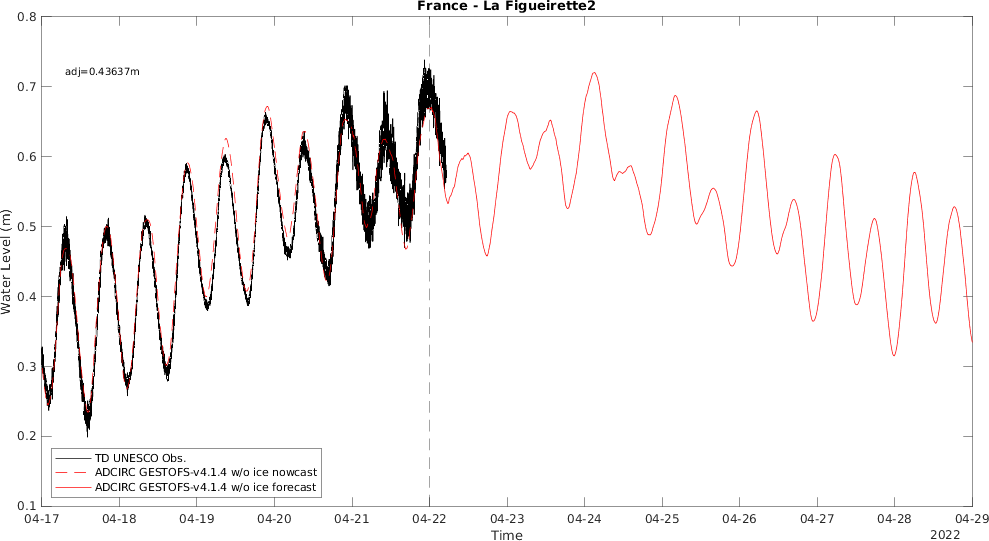 France - La Figueirette2
adj=0.43637m
Water Level (m)
0.8
0.7
0.6
0.5
0.4
0.3
0.2
0.1
TD UNESCO Obs.
ADCIRC GESTOFS-v4.1.4 w/o ice nowcast
ADCIRC GESTOFS-v4.1.4 w/o ice forecast
04-17 04-18 04-19 04-20 04-21 04-22 04-23 04-24 04-25 04-26 04-27 04-28 04-29
Time
2022